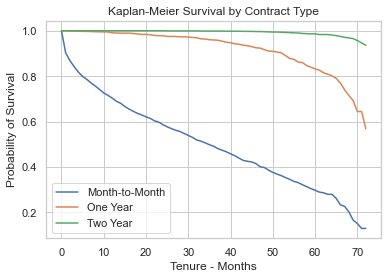 Kaplan-Meier Survival by Contract Type
Probability of Survival
1.0
0.8
0.6
0.4
0.2
Month-to-Month
One Year
Two Year
0 10 20 30 40 50 60 70
Tenure - Months